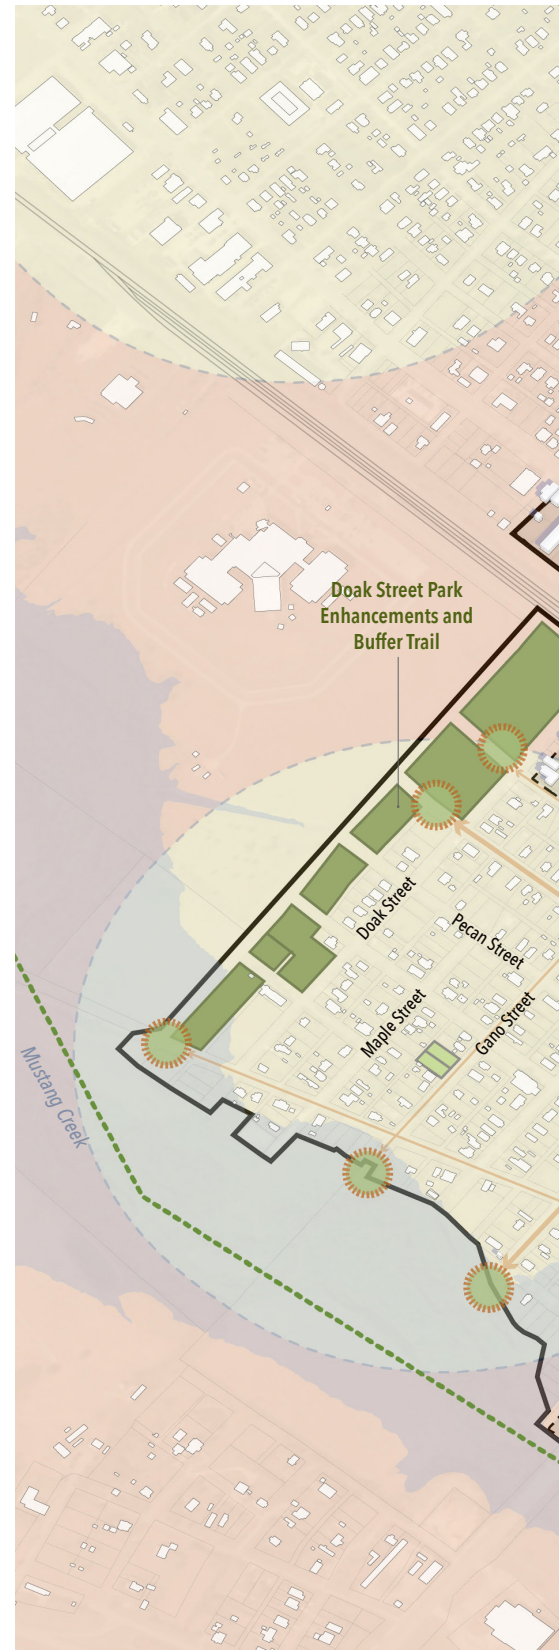 Doak Street Park
Enhancements and
Buffer Trail
Doak Street
Pecan Street
Maple Street
Gano Street
Mustang Creek